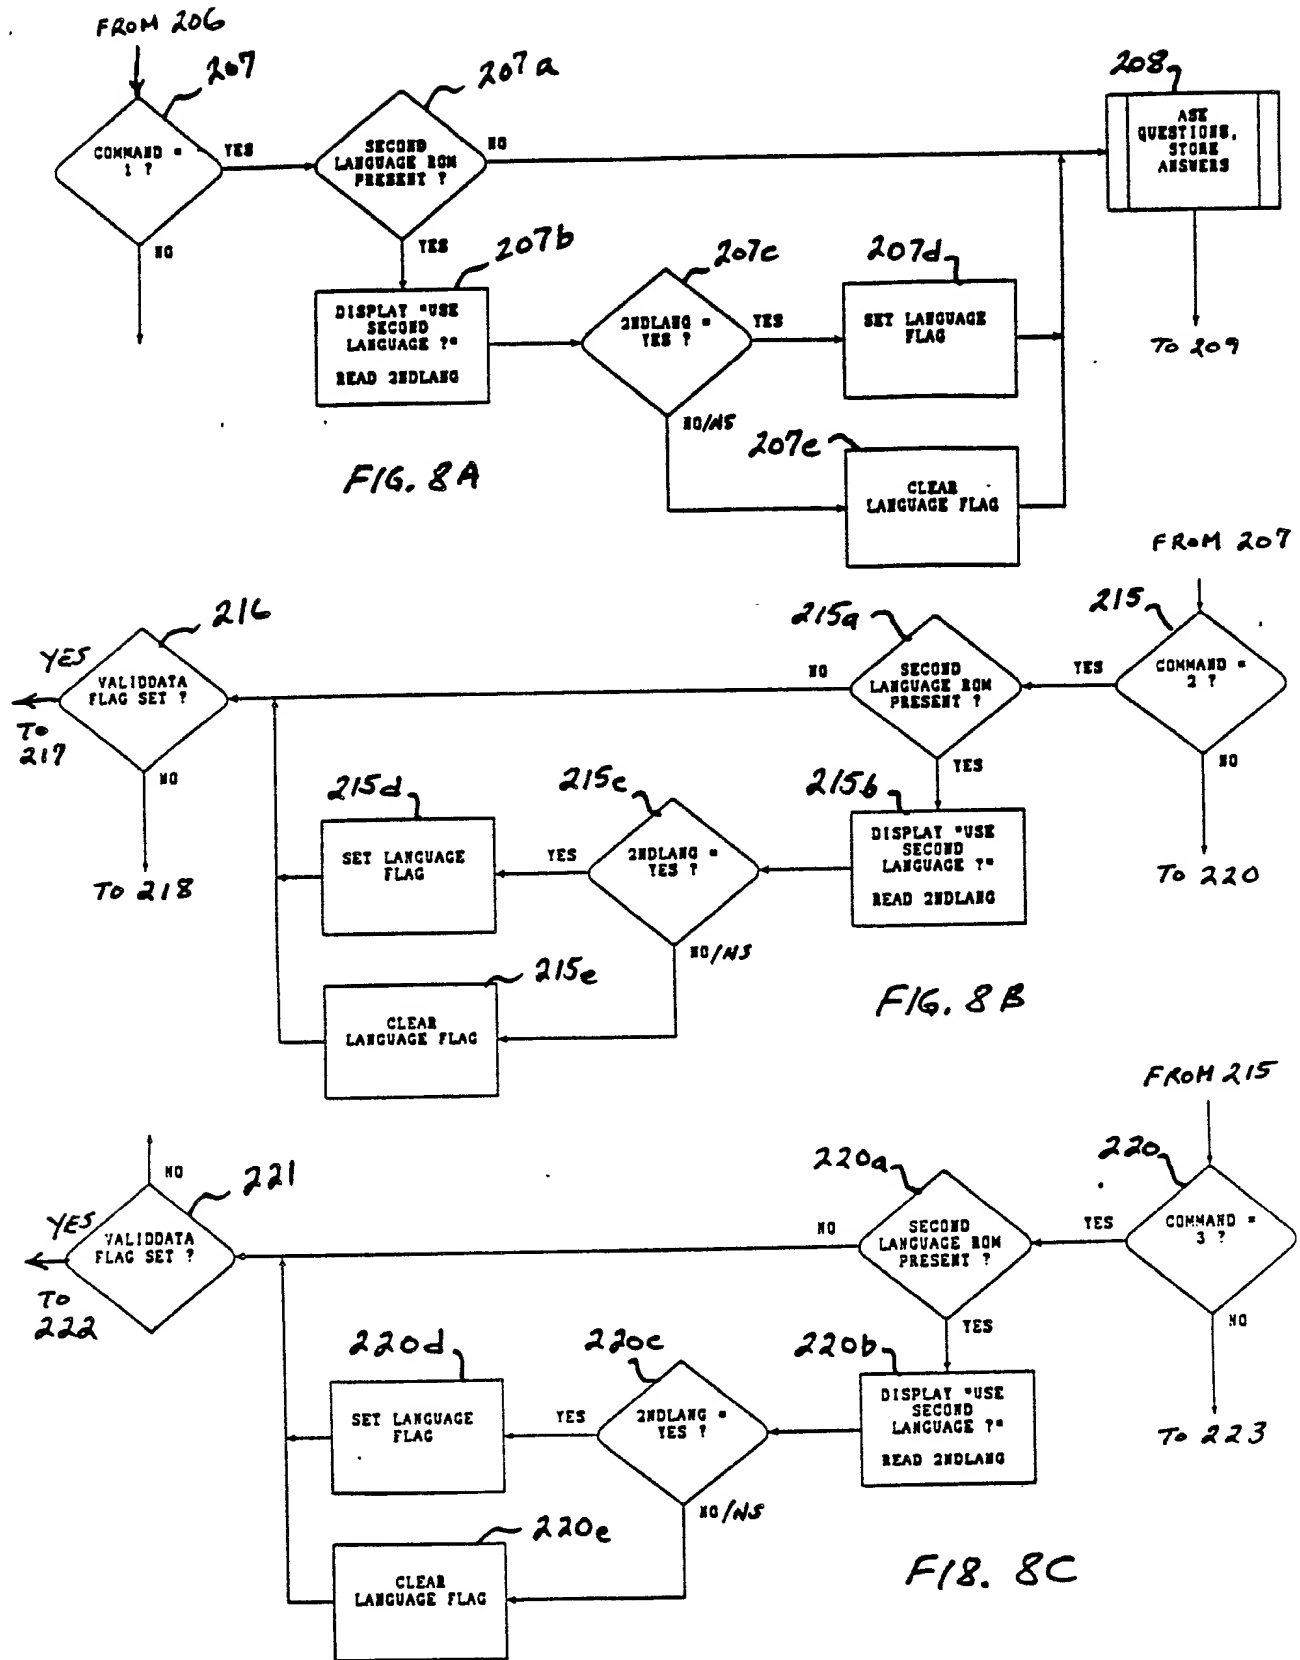 FROM 206
207
COMMAND =
1 ?
YES
NO
207a
SECOND
LANGUAGE ROM
PRESENT ?
NO
YES
208
ASK
QUESTIONS,
STORE
ANSWERS
TO 209
207b
DISPLAY "USE
SECOND
LANGUAGE ?"
READ 2NDLANG
207c
2NDLANG =
YES ?
YES
NO/NS
207d
SET LANGUAGE
FLAG
207e
CLEAR
LANGUAGE FLAG
FIG. 8A
FROM 207
215
COMMAND =
2 ?
YES
NO
TO 220
215a
SECOND
LANGUAGE ROM
PRESENT ?
NO
YES
216
VALIDDATA
FLAG SET ?
YES
TO
217
NO
TO 218
215b
DISPLAY "USE
SECOND
LANGUAGE ?"
READ 2NDLANG
215c
2NDLANG =
YES ?
YES
NO/NS
215d
SET LANGUAGE
FLAG
215e
CLEAR
LANGUAGE FLAG
FIG. 8B
FROM 215
220
COMMAND =
3 ?
YES
NO
TO 223
220a
SECOND
LANGUAGE ROM
PRESENT ?
NO
YES
221
VALIDDATA
FLAG SET ?
NO
YES
TO
222
220b
DISPLAY "USE
SECOND
LANGUAGE ?"
READ 2NDLANG
220c
2NDLANG =
YES ?
YES
NO/NS
220d
SET LANGUAGE
FLAG
220e
CLEAR
LANGUAGE FLAG
FI8. 8C